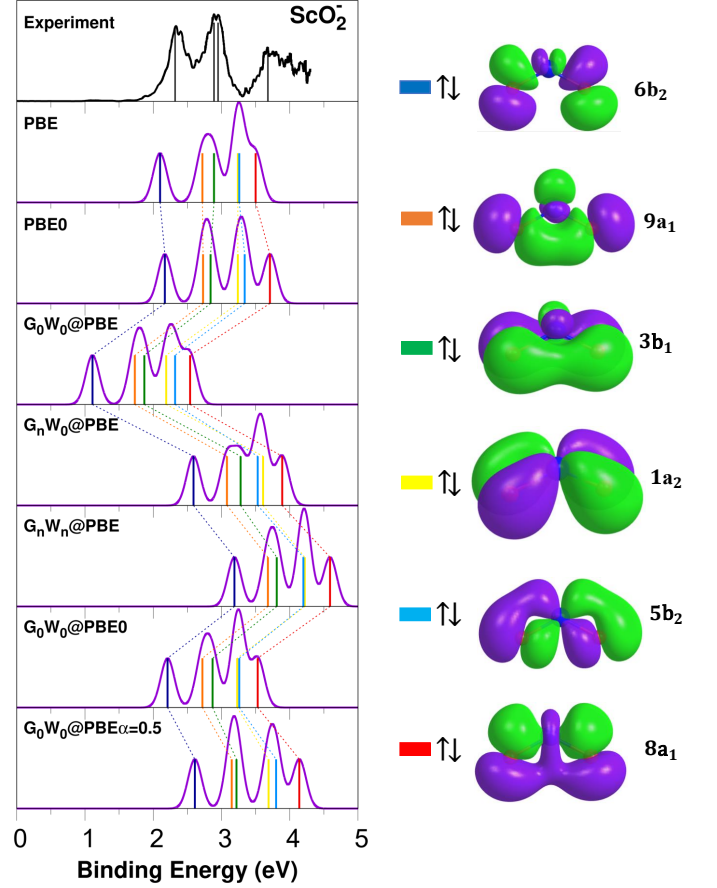 ScO₂⁻
Experiment
PBE
PBE0
G₀W₀@PBE
GₙW₀@PBE
GₙWₙ@PBE
G₀W₀@PBE0
G₀W₀@PBEα=0.5
0 1 2 3 4 5
Binding Energy (eV)
↑↓ 6b₂
↑↓ 9a₁
↑↓ 3b₁
↑↓ 1a₂
↑↓ 5b₂
↑↓ 8a₁